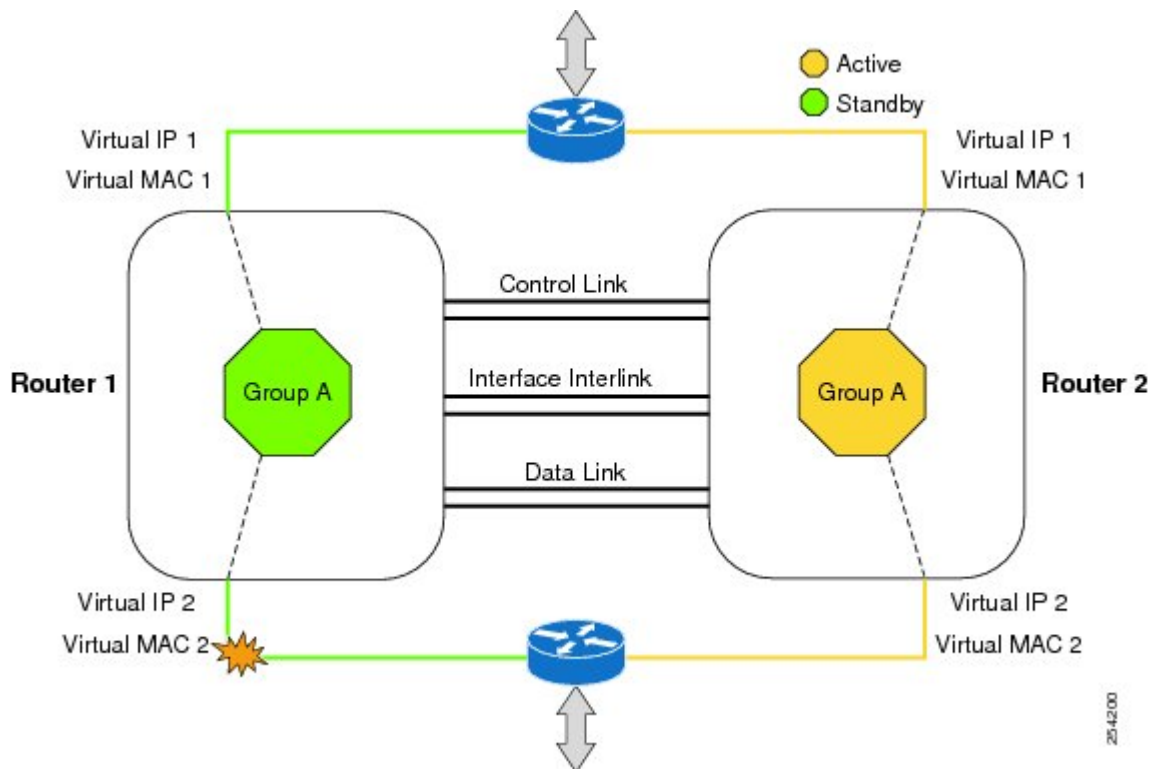 Active
Standby
Virtual IP 1
Virtual MAC 1
Virtual IP 1
Virtual MAC 1
Control Link
Router 1
Group A
Interface Interlink
Group A
Router 2
Data Link
Virtual IP 2
Virtual MAC 2
Virtual IP 2
Virtual MAC 2
254200